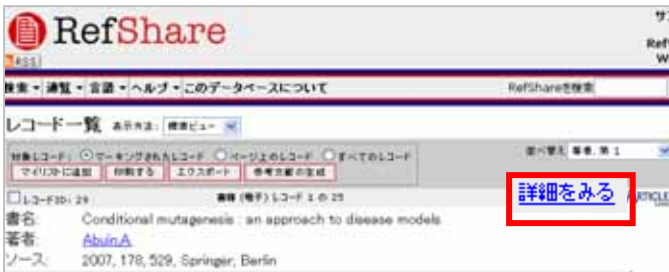 RefShare
サ
RSS
Ref
W
検索 ▾ 通覧 ▾ 言語 ▾ ヘルプ ▾ このデータベースについて RefShareを検索
レコード一覧 表示方法: 標準ビュー
対象レコード: マーキングされたレコード ページ上のレコード すべてのレコード 並べ替え 著者, 第 1
マイリストに追加 印刷する エクスポート 参考文献の生成
レコードID: 29 書籍 (電子) レコード 1 の 25 詳細をみる ARTICLE
書名: Conditional mutagenesis : an approach to disease models
著者: Abuin,A.
ソース: 2007, 178, 529, Springer, Berlin